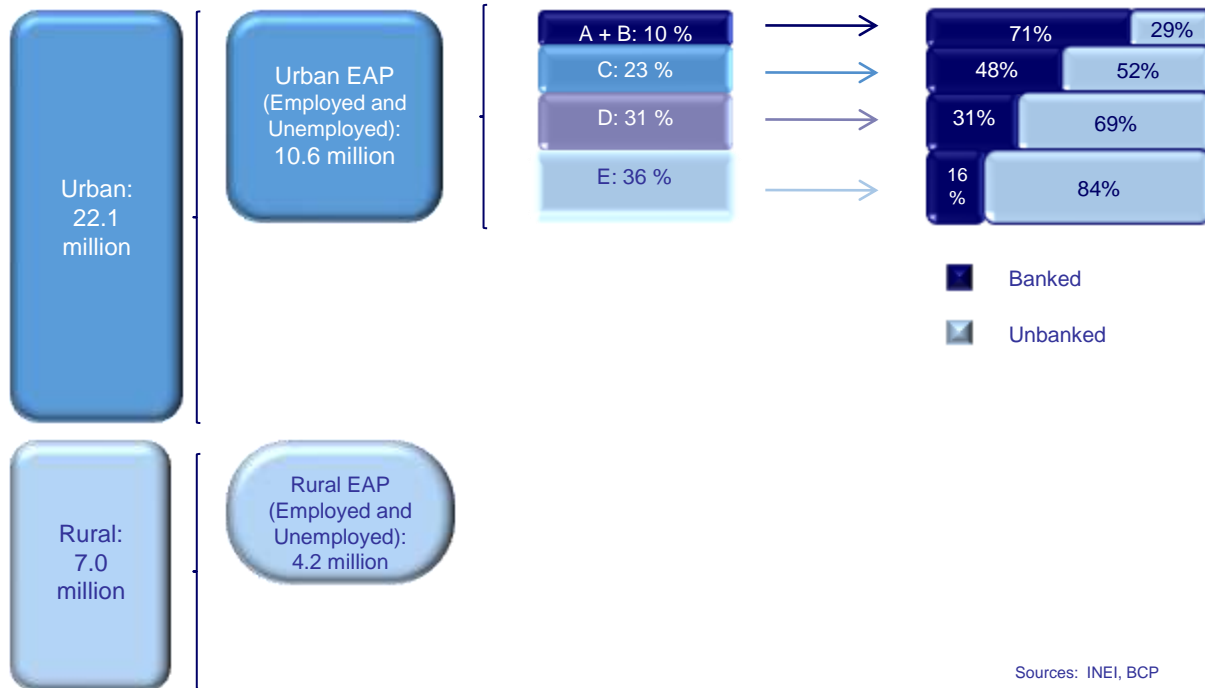 Urban:
22.1
million
Urban EAP
(Employed and
Unemployed):
10.6 million
A + B: 10 %
C: 23 %
D: 31 %
E: 36 %
71%
29%
48%
52%
31%
69%
16
%
84%
Banked
Unbanked
Rural:
7.0
million
Rural EAP
(Employed and
Unemployed):
4.2 million
Sources: INEI, BCP